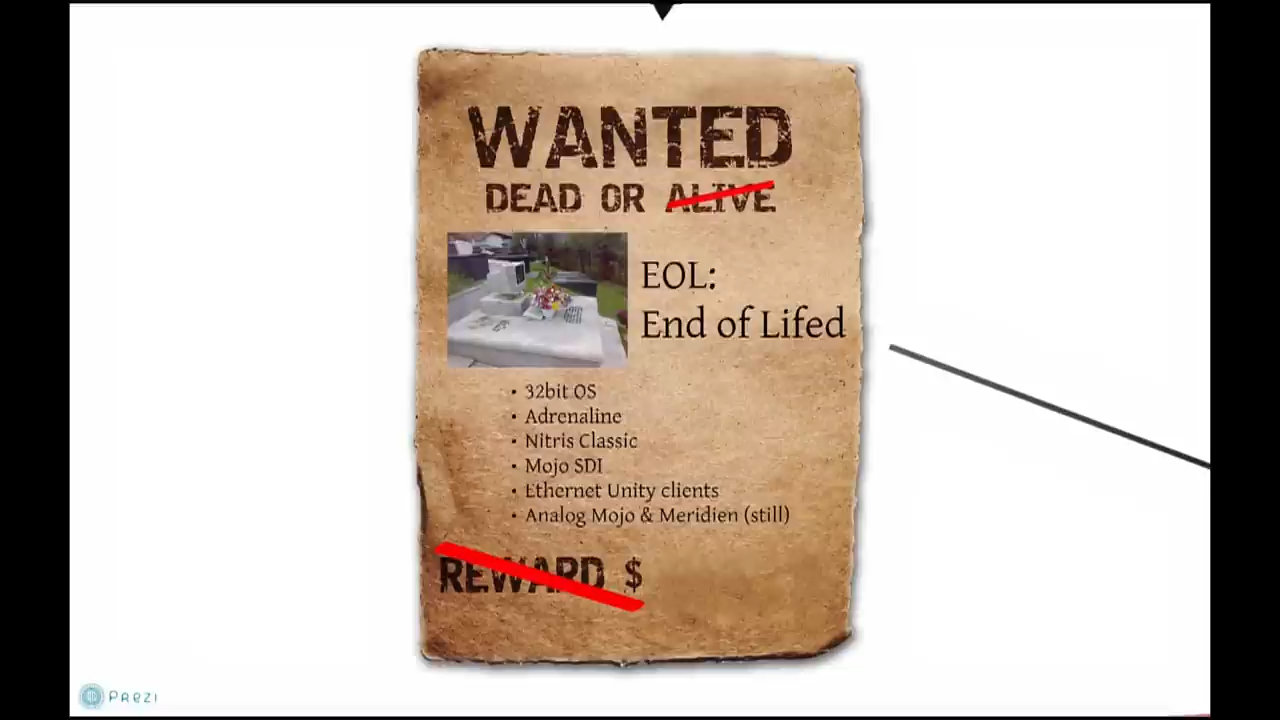 WANTED
DEAD OR ALIVE
EOL:
End of Lifed
• 32bit OS
• Adrenaline
• Nitris Classic
• Mojo SDI
• Ethernet Unity clients
• Analog Mojo & Meridien (still)
REWARD $
Prezi